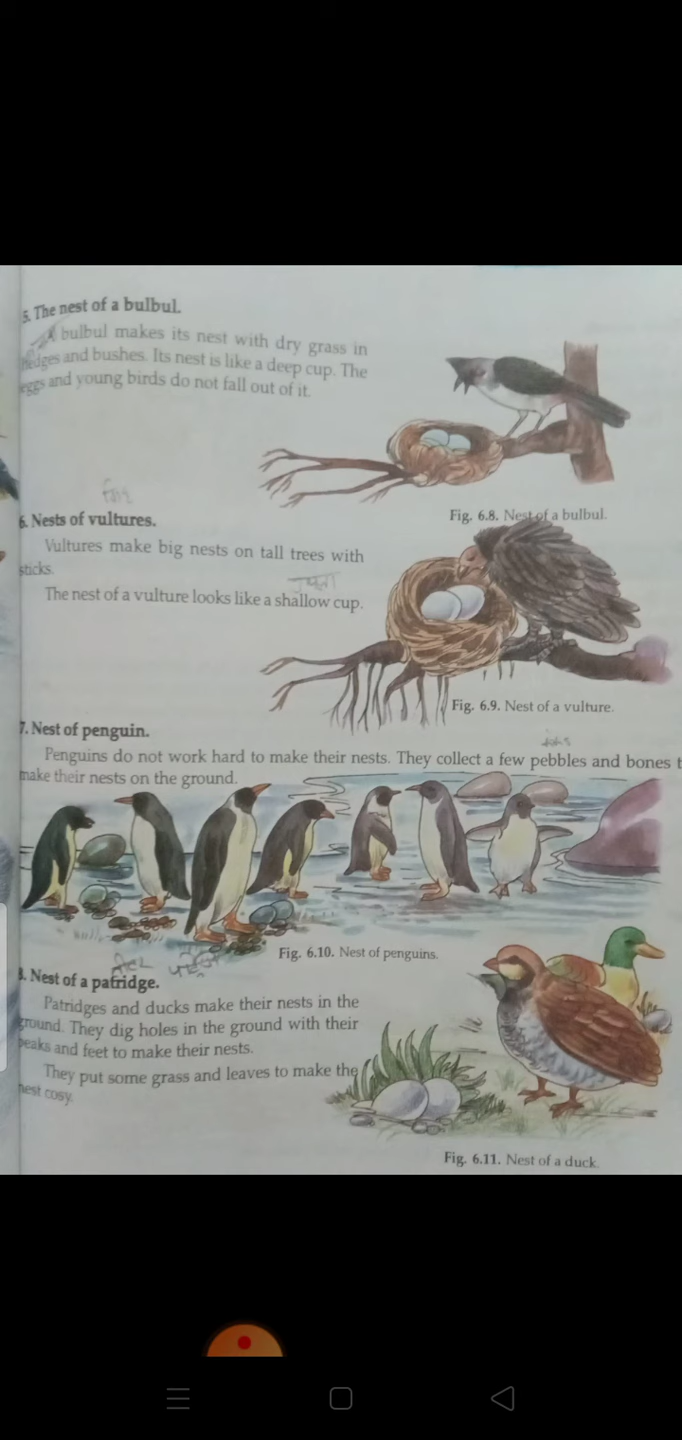 5. The nest of a bulbul.
A bulbul makes its nest with dry grass in
hedges and bushes. Its nest is like a deep cup. The
eggs and young birds do not fall out of it.
Fig. 6.8. Nest of a bulbul.
6. Nests of vultures.
Vultures make big nests on tall trees with
sticks.
The nest of a vulture looks like a shallow cup.
Fig. 6.9. Nest of a vulture.
7. Nest of penguin.
Penguins do not work hard to make their nests. They collect a few pebbles and bones t
make their nests on the ground.
Fig. 6.10. Nest of penguins.
8. Nest of a patridge.
Patridges and ducks make their nests in the
ground. They dig holes in the ground with their
beaks and feet to make their nests.
They put some grass and leaves to make the
nest cosy.
Fig. 6.11. Nest of a duck.